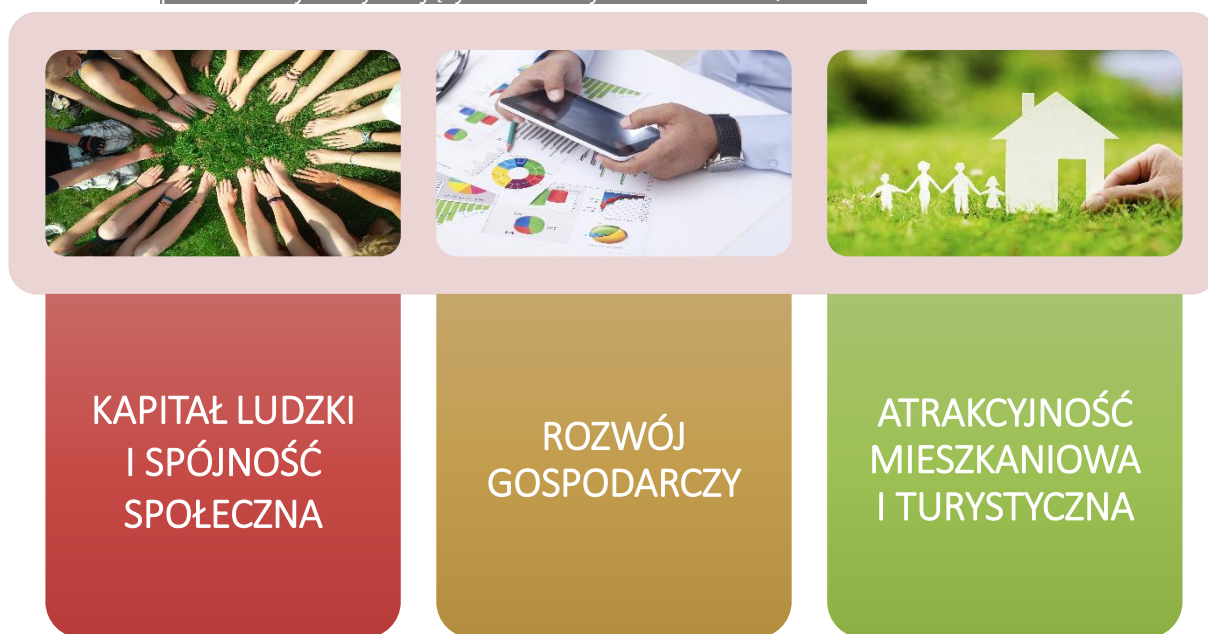 KAPITAŁ LUDZKI
I SPÓJNOŚĆ
SPOŁECZNA
ROZWÓJ
GOSPODARCZY
ATRAKCYJNOŚĆ
MIESZKANIOWA
I TURYSTYCZNA